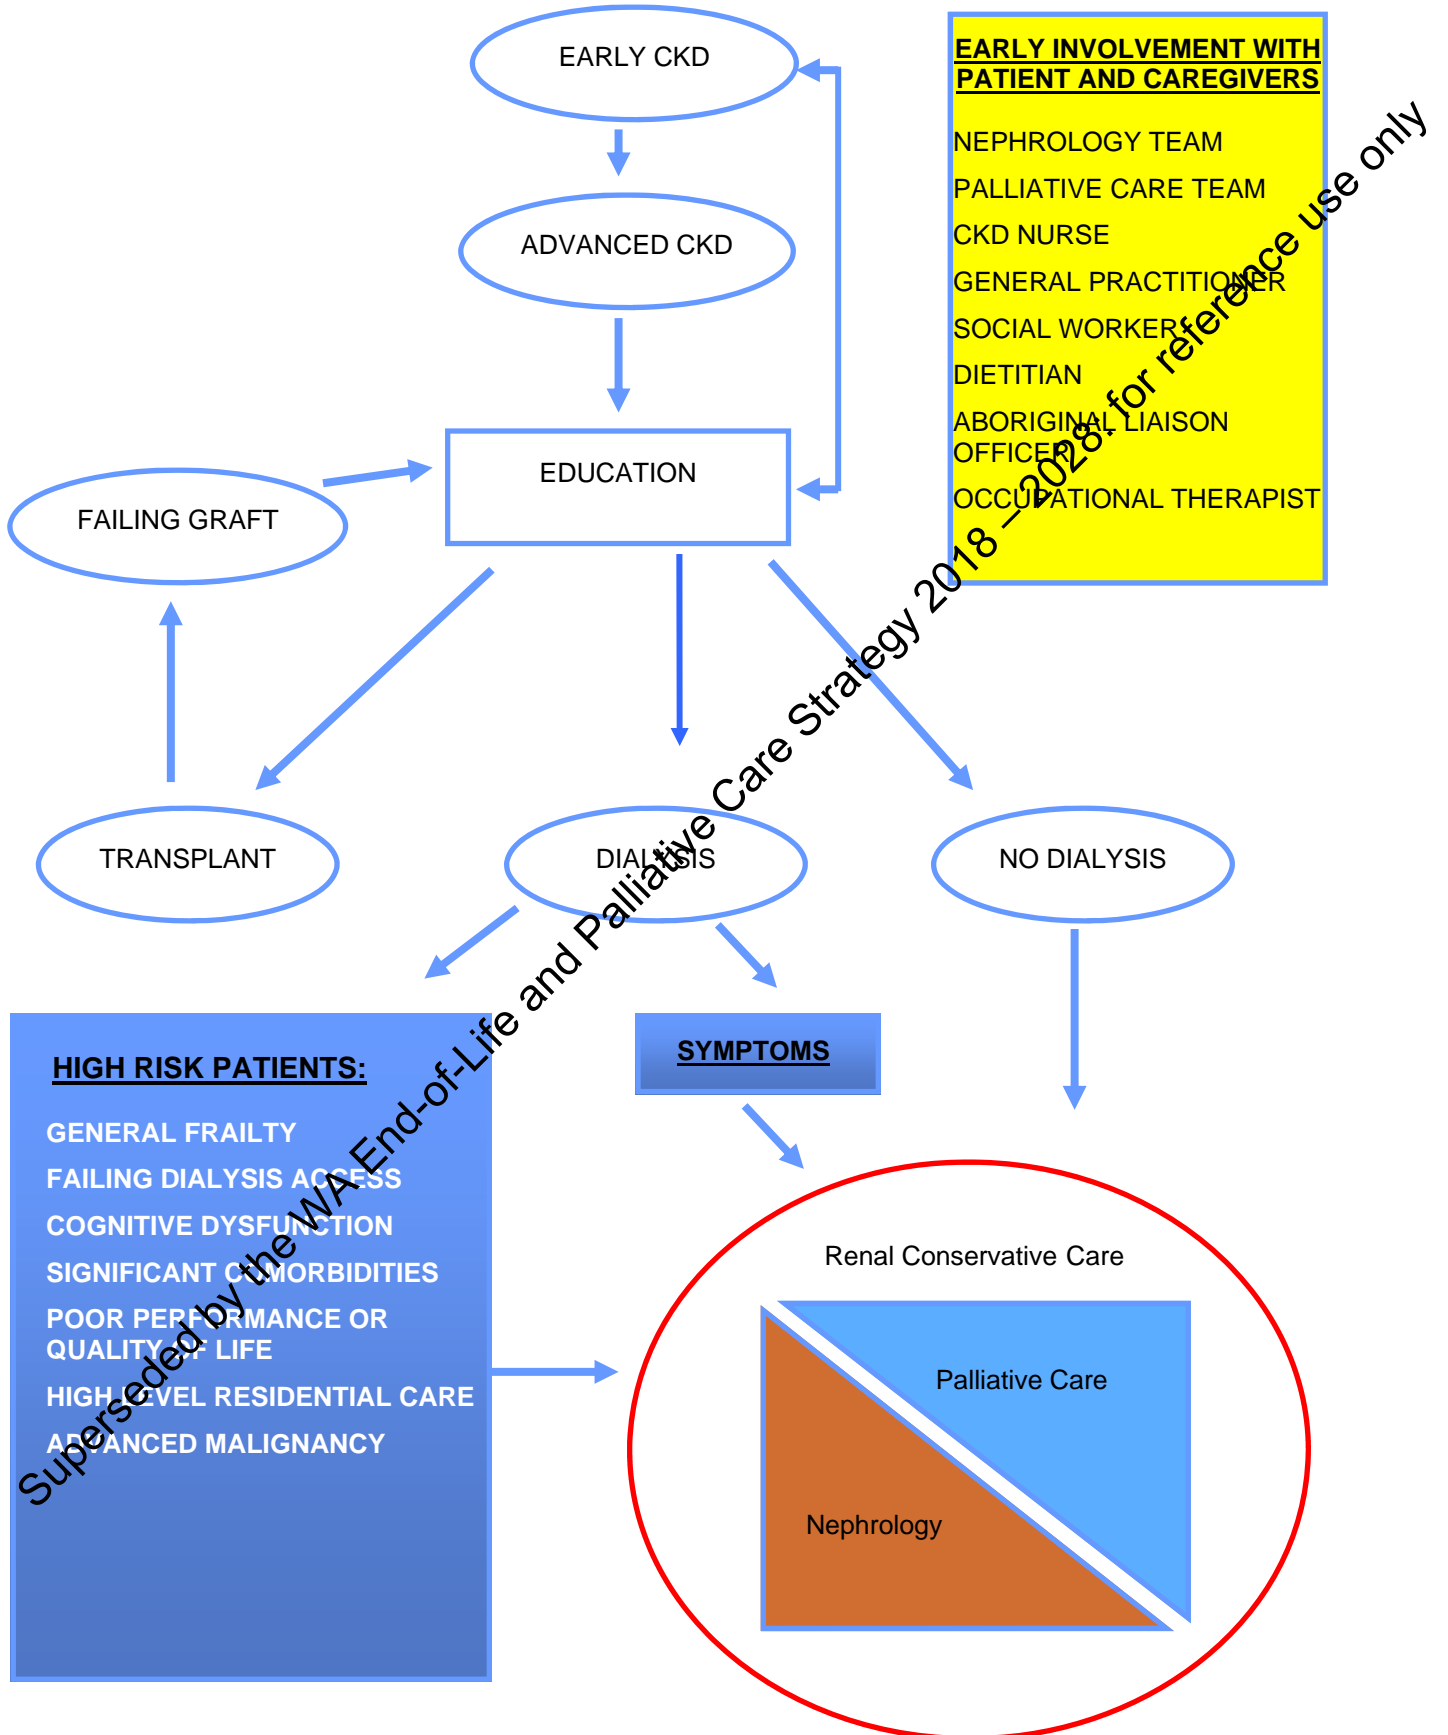 EARLY CKD
EARLY INVOLVEMENT WITH
PATIENT AND CAREGIVERS
NEPHROLOGY TEAM
PALLIATIVE CARE TEAM
CKD NURSE
GENERAL PRACTITIONER
SOCIAL WORKER
DIETITIAN
ABORIGINAL LIAISON
OFFICER
OCCUPATIONAL THERAPIST
ADVANCED CKD
EDUCATION
FAILING GRAFT
TRANSPLANT
DIALYSIS
NO DIALYSIS
HIGH RISK PATIENTS:
GENERAL FRAILTY
FAILING DIALYSIS ACCESS
COGNITIVE DYSFUNCTION
SIGNIFICANT COMORBIDITIES
POOR PERFORMANCE OR
QUALITY OF LIFE
HIGH LEVEL RESIDENTIAL CARE
ADVANCED MALIGNANCY
SYMPTOMS
Renal Conservative Care
Palliative Care
Nephrology
Superseded by the WA End-of-Life and Palliative Care Strategy 2018 – 2028: for reference use only